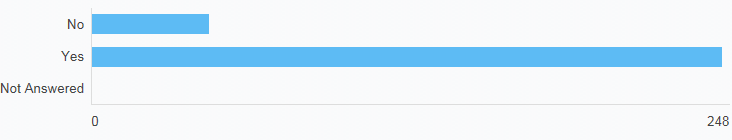 No
Yes
Not Answered
0 248